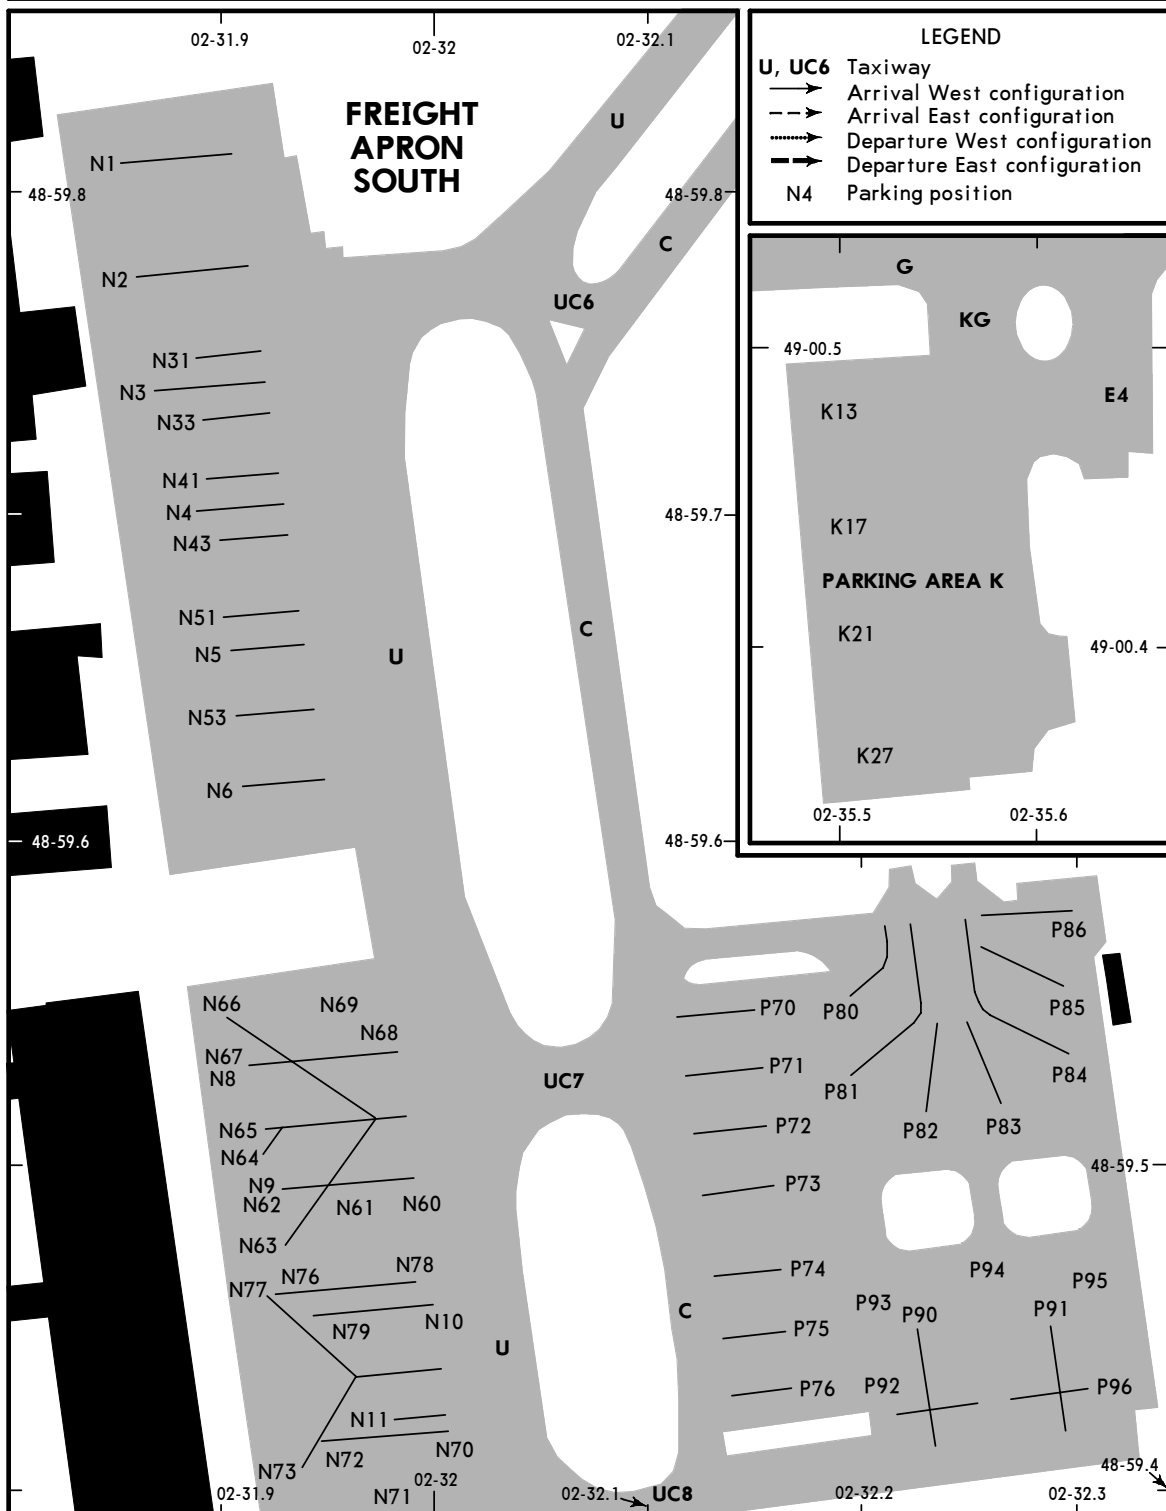 02-31.9
02-32
02-32.1
FREIGHT
APRON
SOUTH
U
N1
48-59.8
48-59.8
C
N2
UC6
N31
N3
N33
N41
N4
N43
48-59.7
N51
N5
U
C
N53
N6
48-59.6
48-59.6
LEGEND
U, UC6 Taxiway
Arrival West configuration
Arrival East configuration
Departure West configuration
Departure East configuration
N4 Parking position
G
KG
49-00.5
E4
K13
K17
PARKING AREA K
K21
49-00.4
K27
02-35.5
02-35.6
P86
N66
N69
N68
P70
P80
P85
N67
N8
UC7
P71
P81
P84
N65
N64
P72
P82
P83
48-59.5
N9
N62
N61
N60
P73
N63
N77
N76
N78
P74
P94
P95
N79
N10
C
P93
P90
P91
U
P75
P76
P92
P96
N11
N72
N70
N73
N71
02-31.9
02-32
02-32.1
UC8
02-32.2
02-32.3
48-59.4